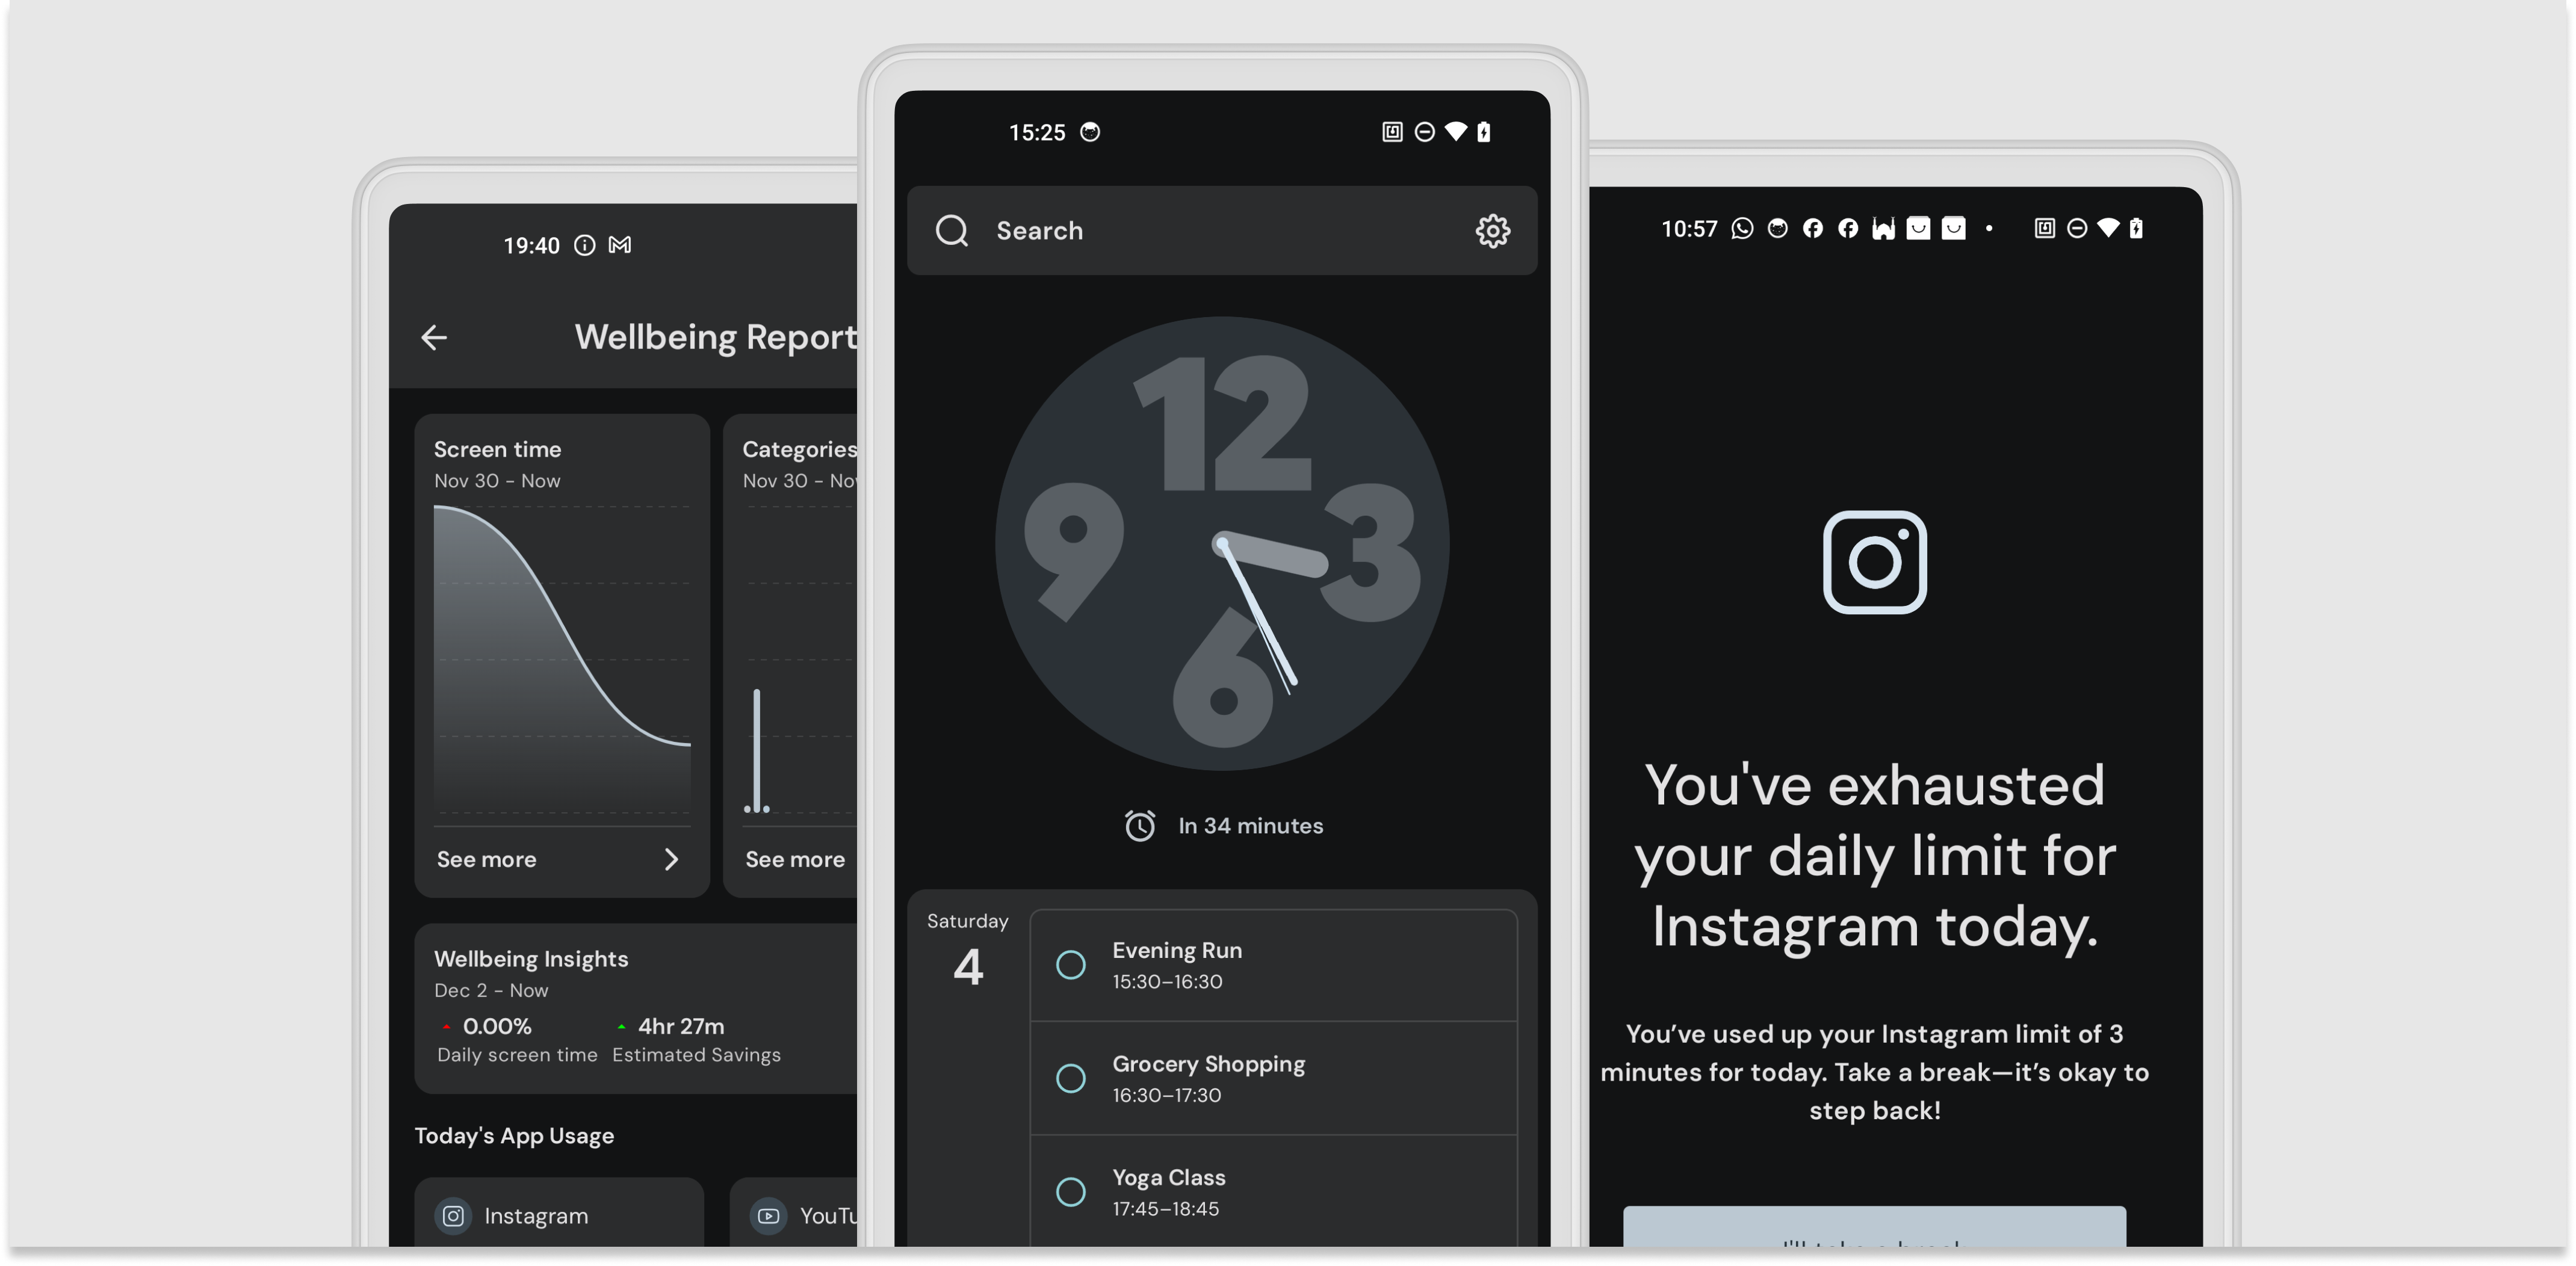 19:40
Wellbeing Report
Screen time
Nov 30 - Now
See more
Categories
Nov 30 - No
See more
Wellbeing Insights
Dec 2 - Now
0.00%
Daily screen time
4hr 27m
Estimated Savings
Today's App Usage
Instagram
YouTu
15:25
Search
12
9
3
6
In 34 minutes
Saturday
4
Evening Run
15:30–16:30
Grocery Shopping
16:30–17:30
Yoga Class
17:45–18:45
10:57
You've exhausted
your daily limit for
Instagram today.
You’ve used up your Instagram limit of 3
minutes for today. Take a break—it’s okay to
step back!